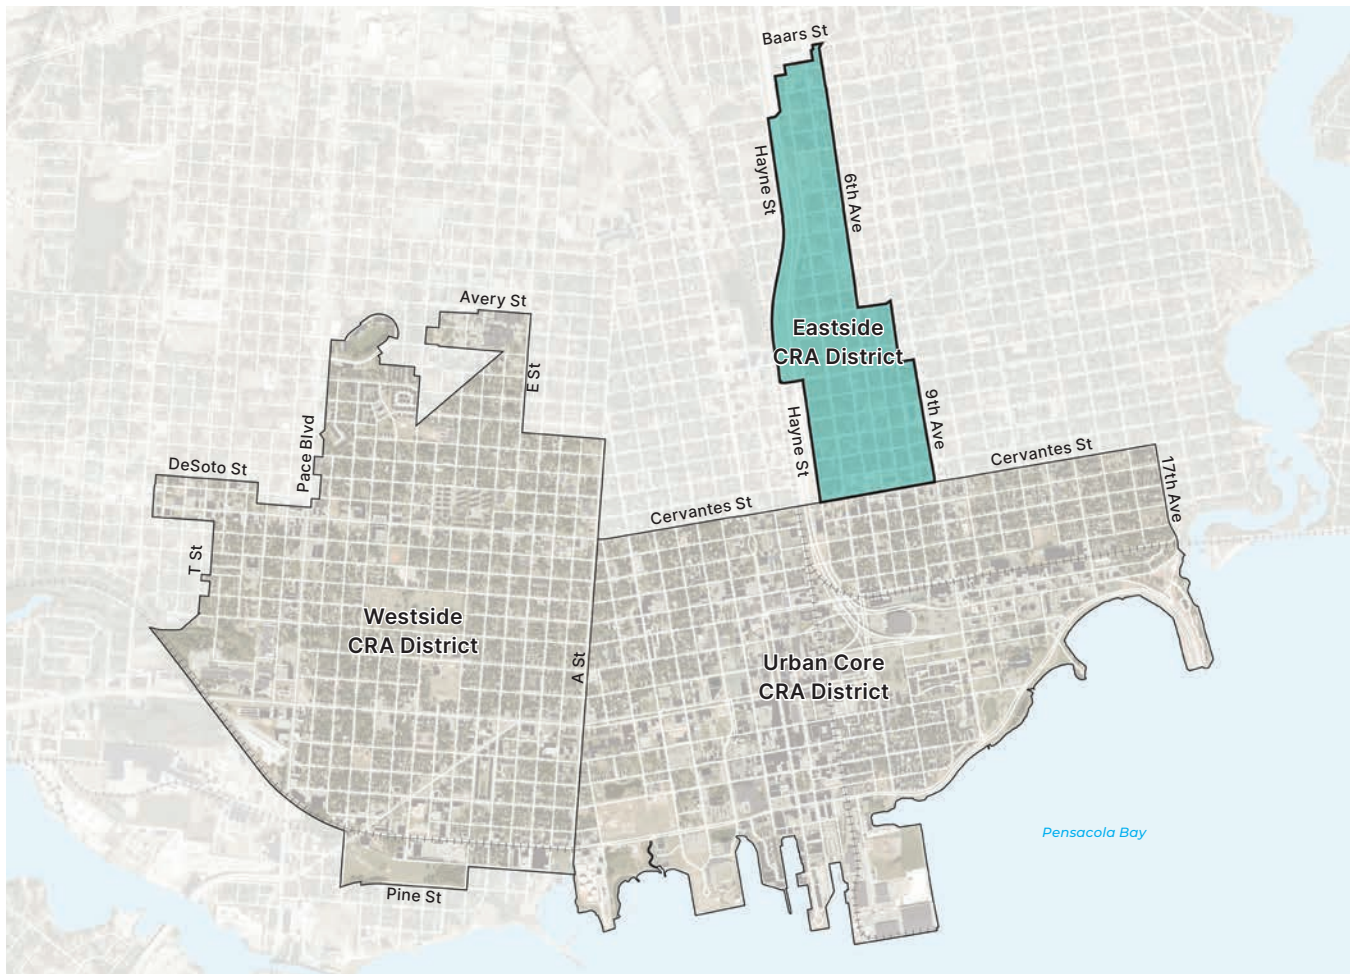 Baars St
Hayne St
6th Ave
Avery St
Eastside
CRA District
E St
9th Ave
Hayne St
Pace Blvd
Cervantes St
DeSoto St
17th Ave
Cervantes St
T St
Westside
CRA District
A St
Urban Core
CRA District
Pensacola Bay
Pine St